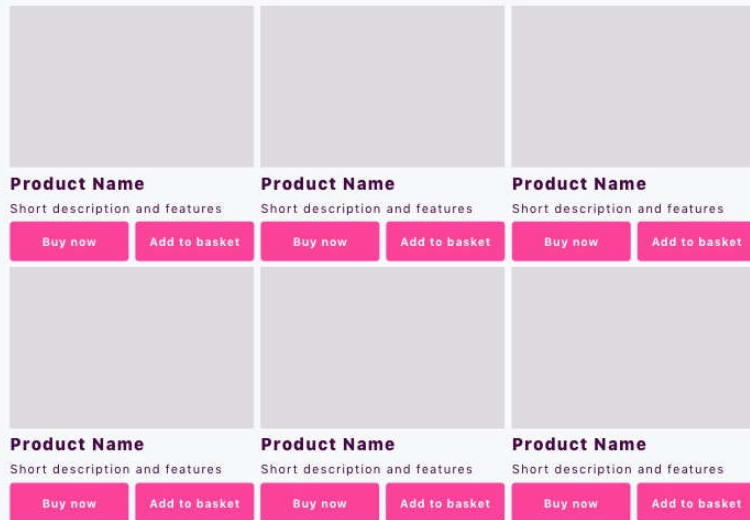 Product Name Product Name Product Name
Short description and features Short description and features Short description and features
Buy now Add to basket Buy now Add to basket Buy now Add to basket
Product Name Product Name Product Name
Short description and features Short description and features Short description and features
Buy now Add to basket Buy now Add to basket Buy now Add to basket